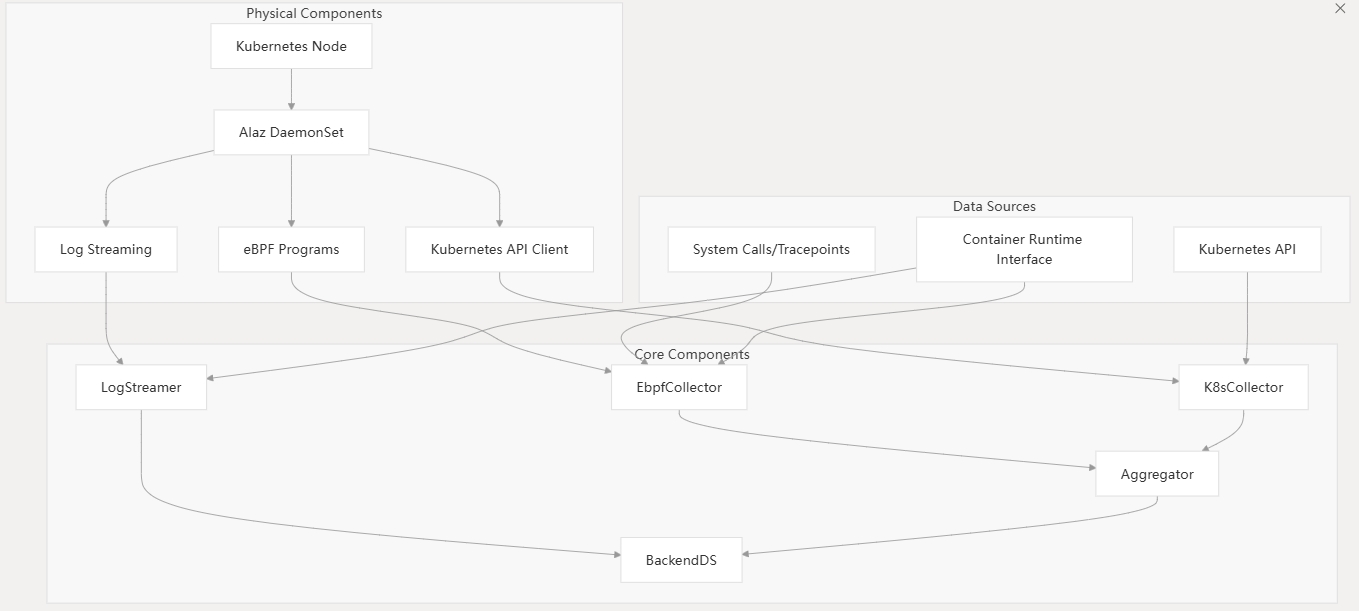 Physical Components
Kubernetes Node
Alaz DaemonSet
Log Streaming
eBPF Programs
Kubernetes API Client
Data Sources
System Calls/Tracepoints
Container Runtime
Interface
Kubernetes API
Core Components
LogStreamer
EbpfCollector
K8sCollector
Aggregator
BackendDS